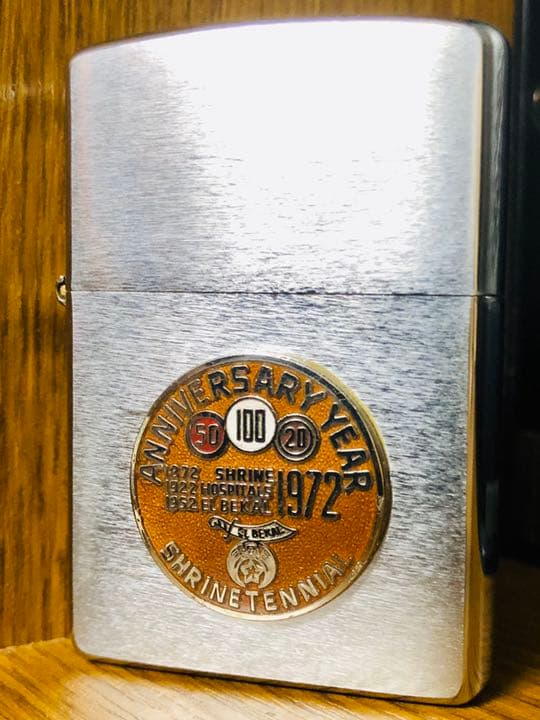 ANNIVERSARY YEAR
50 100 20
1872 SHRINE
1922 HOSPITALS 1972
1952 EL BEKAL
EL BEKAL
SHRINETENNIAL